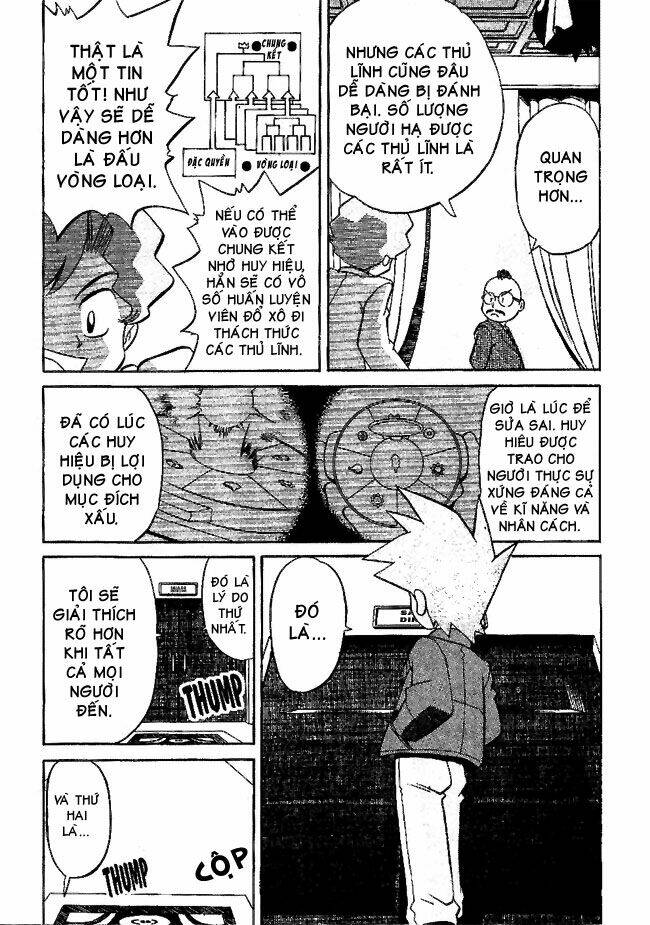 THẬT LÀ
MỘT TIN
TỐT! NHƯ
VẬY SẼ DỄ
DÀNG HƠN
LÀ ĐẤU
VÒNG LOẠI.
CHUNG
KẾT
ĐẶC QUYỀN
VÒNG LOẠI
NẾU CÓ THỂ
VÀO ĐƯỢC
CHUNG KẾT
NHỜ HUY HIỆU,
HẲN SẼ CÓ VÔ
SỐ HUẤN LUYỆN
VIÊN ĐỔ XÔ ĐI
THÁCH THỨC
CÁC THỦ LĨNH.
NHƯNG CÁC THỦ
LĨNH CŨNG ĐÂU
DỄ DÀNG BỊ ĐÁNH
BẠI. SỐ LƯỢNG
NGƯỜI HẠ ĐƯỢC
CÁC THỦ LĨNH LÀ
RẤT ÍT.
QUAN
TRỌNG
HƠN...
ĐÃ CÓ LÚC
CÁC HUY
HIỆU BỊ LỢI
DỤNG CHO
MỤC ĐÍCH
XẤU.
GIỜ LÀ LÚC ĐỂ
SỬA SAI. HUY
HIÊU ĐƯỢC
TRAO CHO
NGƯỜI THỰC SỰ
XỨNG ĐÁNG CẢ
VỀ KĨ NĂNG VÀ
NHÂN CÁCH.
TÔI SẼ
GIẢI THÍCH
RÕ HƠN
KHI TẤT
CẢ MỌI
NGƯỜI
ĐẾN.
ĐÓ LÀ
LÝ DO
THỨ
NHẤT.
THUMP
ĐÓ
LÀ...
VÀ THỨ
HAI
LÀ...
THUMP
CỘP